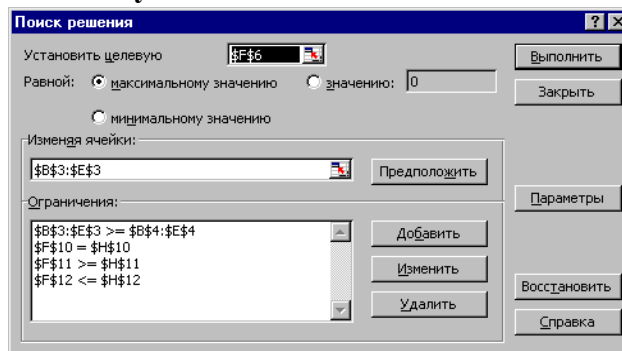 Поиск решения
Установить целевую $F$6 Выполнить
Равной: максимальному значению значению: 0 Закрыть
минимальному значению
Изменяя ячейки:
$B$3:$E$3 Предположить
Ограничения: Параметры
$B$3:$E$3 >= $B$4:$E$4 Добавить
$F$10 = $H$10
$F$11 >= $H$11 Изменить
$F$12 <= $H$12
Восстановить
Удалить
Справка